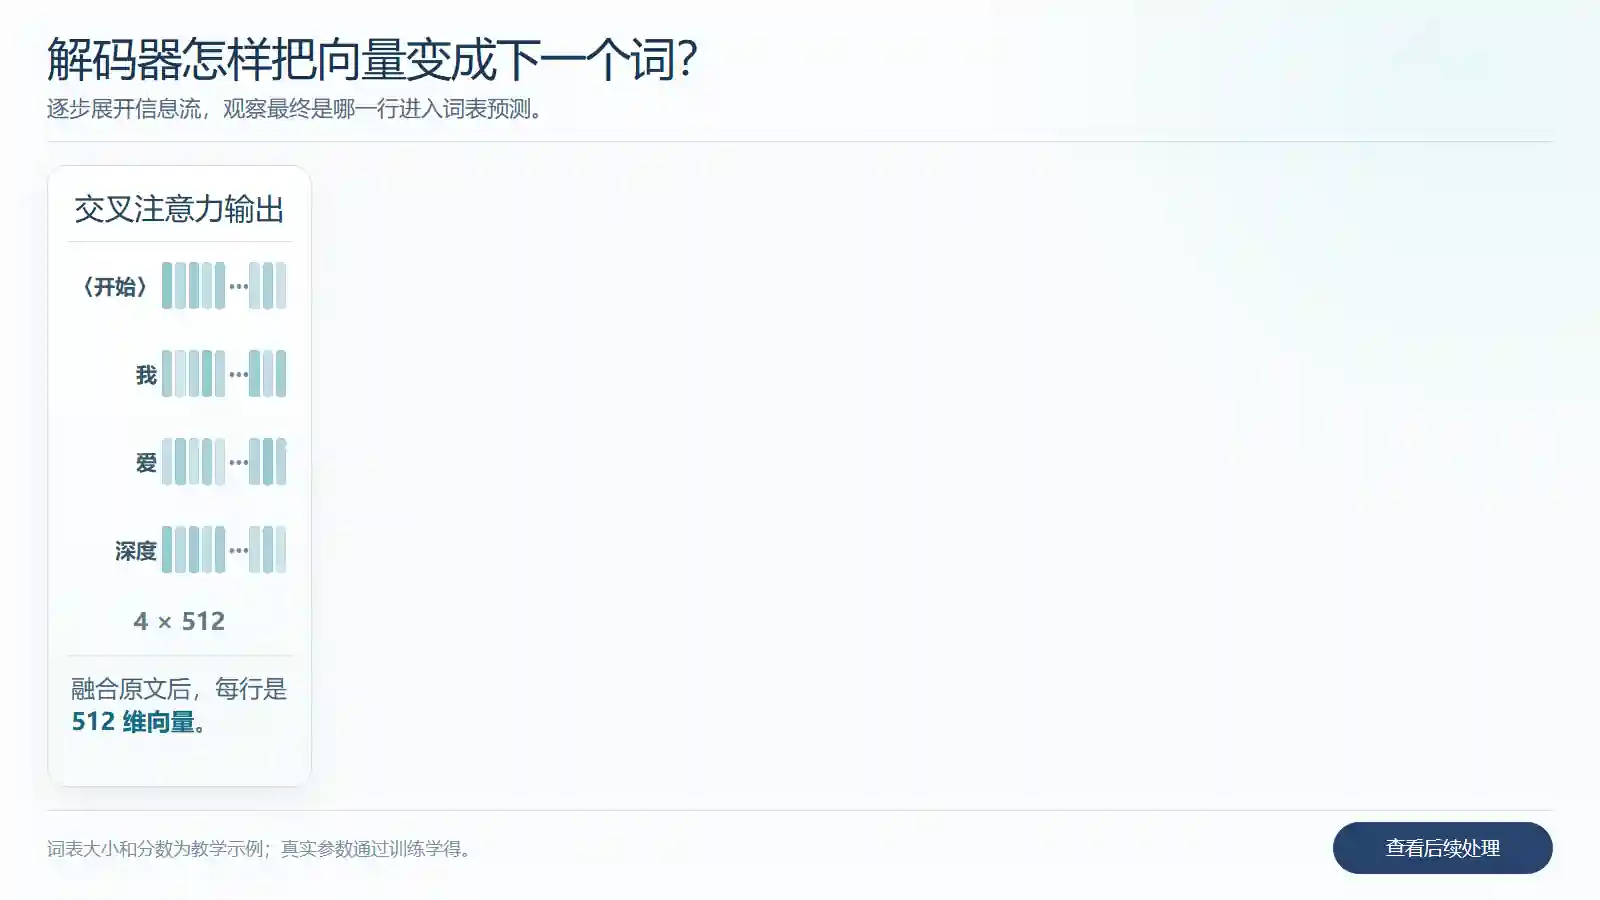 解码器怎样把向量变成下一个词？
逐步展开信息流，观察最终是哪一行进入词表预测。
交叉注意力输出
〈开始〉 ···
我 ···
爱 ···
深度 ···
4 × 512
融合原文后，每行是
512 维向量。
词表大小和分数为教学示例；真实参数通过训练学得。
查看后续处理